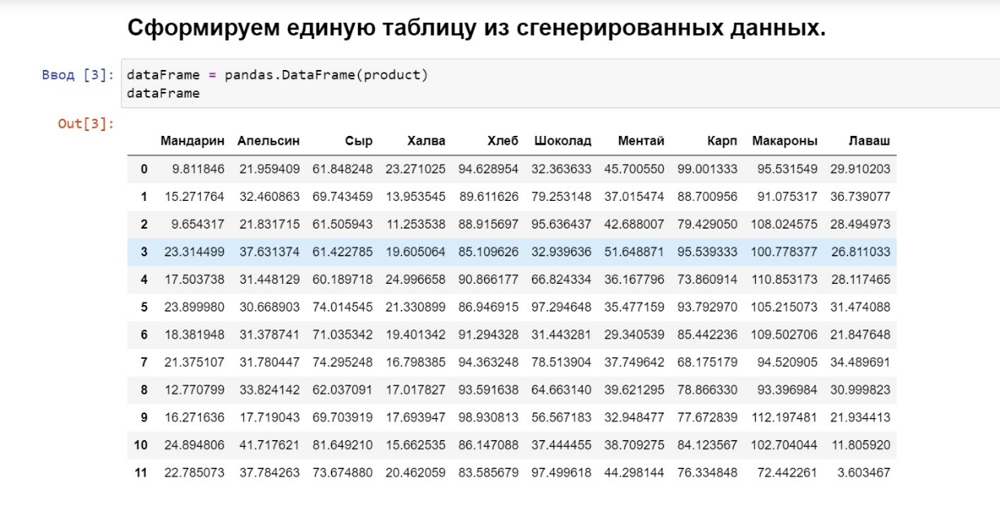 Сформируем единую таблицу из сгенерированных данных.
Ввод [3]: dataFrame = pandas.DataFrame(product)
dataFrame
Out[3]:
Мандарин Апельсин Сыр Халва Хлеб Шоколад Ментай Карп Макароны Лаваш
0 9.811846 21.959409 61.848248 23.271025 94.628954 32.363633 45.700550 99.001333 95.531549 29.910203
1 15.271764 32.460863 69.743459 13.953545 89.611626 79.253148 37.015474 88.700956 91.075317 36.739077
2 9.654317 21.831715 61.505943 11.253538 88.915697 95.636437 42.688007 79.429050 108.024575 28.494973
3 23.314499 37.631374 61.422785 19.605064 85.109626 32.939636 51.648871 95.539333 100.778377 26.811033
4 17.503738 31.448129 60.189718 24.996658 90.866177 66.824334 36.167796 73.860914 110.853173 28.117465
5 23.899980 30.668903 74.014545 21.330899 86.946915 97.294648 35.477159 93.792970 105.215073 31.474088
6 18.381948 31.378741 71.035342 19.401342 91.294328 31.443281 29.340539 85.442236 109.502706 21.847648
7 21.375107 31.780447 74.295248 16.798385 94.363248 78.513904 37.749642 68.175179 94.520905 34.489691
8 12.770799 33.824142 62.037091 17.017827 93.591638 64.663140 39.621295 78.866330 93.396984 30.999823
9 16.271636 17.719043 69.703919 17.693947 98.930813 56.567183 32.948477 77.672839 112.197481 21.934413
10 24.894806 41.717621 81.649210 15.662535 86.147088 37.444455 38.709275 84.123567 102.704044 11.805920
11 22.785073 37.784263 73.674880 20.462059 83.585679 97.499618 44.298144 76.334848 72.442261 3.603467